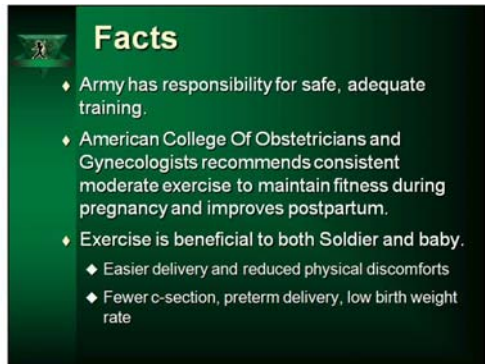 Facts
Army has responsibility for safe, adequate
training.
American College Of Obstetricians and
Gynecologists recommends consistent
moderate exercise to maintain fitness during
pregnancy and improves postpartum.
Exercise is beneficial to both Soldier and baby.
Easier delivery and reduced physical discomforts
Fewer c-section, preterm delivery, low birth weight
rate